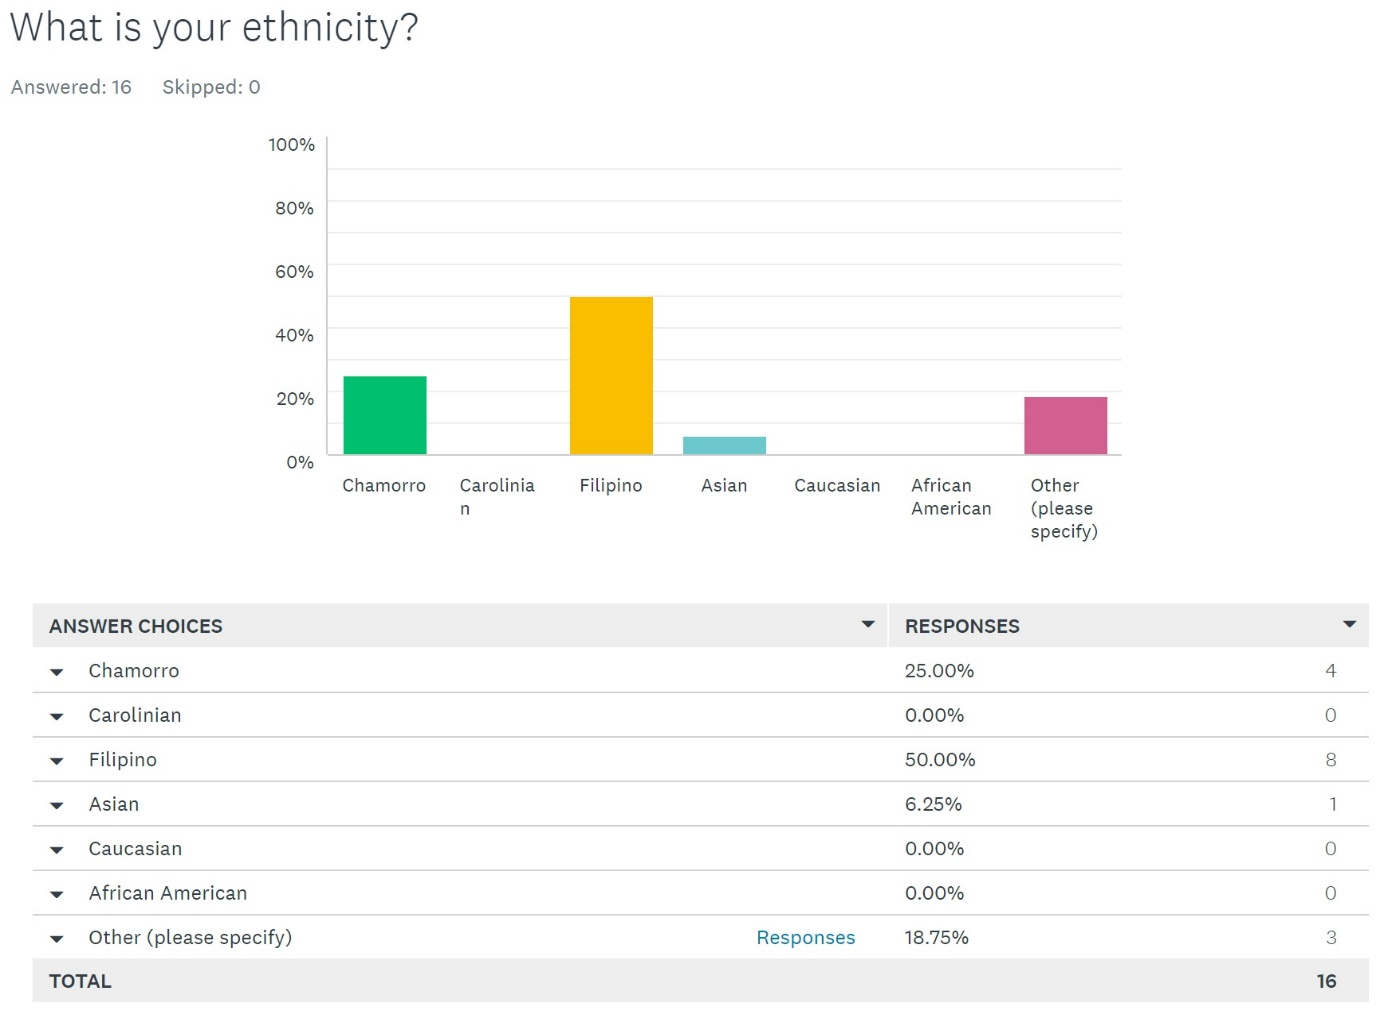 What is your ethnicity?
Answered: 16 Skipped: 0
100%
80%
60%
40%
20%
0%
Chamorro
Carolinia
n
Filipino
Asian
Caucasian
African
American
Other
(please
specify)
ANSWER CHOICES RESPONSES
Chamorro 25.00% 4
Carolinian 0.00% 0
Filipino 50.00% 8
Asian 6.25% 1
Caucasian 0.00% 0
African American 0.00% 0
Other (please specify) Responses 18.75% 3
TOTAL 16